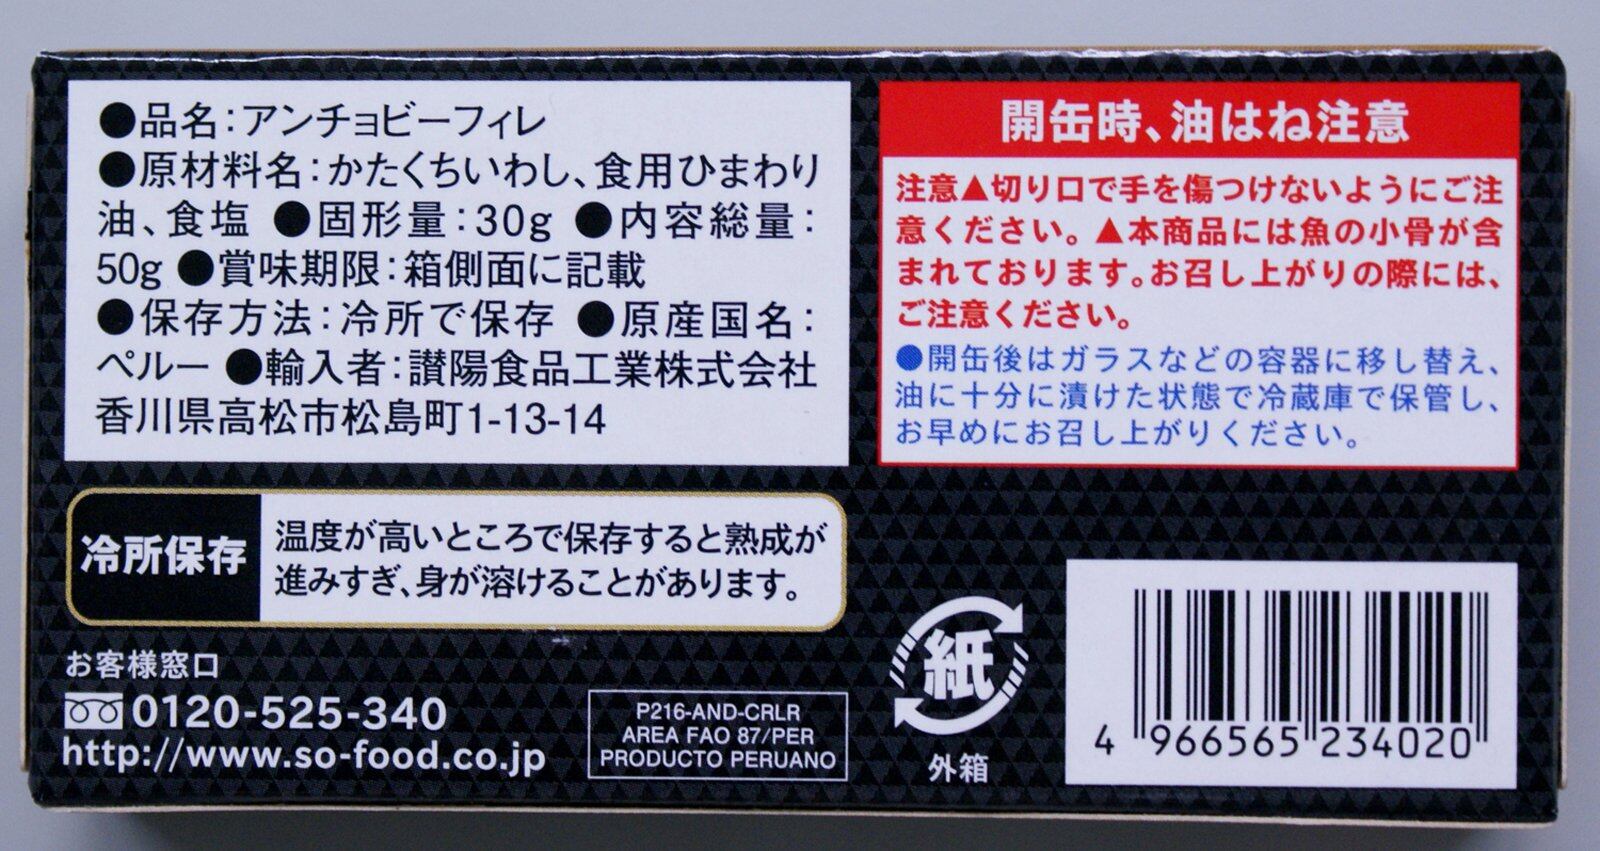 ●品名：アンチョビーフィレ
●原材料名：かたくちいわし、食用ひまわり
油、食塩 ●固形量：30g ●内容総量：
50g ●賞味期限：箱側面に記載
●保存方法：冷所で保存 ●原産国名：
ペルー ●輸入者：讃陽食品工業株式会社
香川県高松市松島町1-13-14
開缶時、油はね注意
注意▲切り口で手を傷つけないようにご注
意ください。▲本商品には魚の小骨が含
まれております。お召し上がりの際には、
ご注意ください。
●開缶後はガラスなどの容器に移し替え、
油に十分に漬けた状態で冷蔵庫で保管し、
お早めにお召し上がりください。
冷所保存
温度が高いところで保存すると熟成が
進みすぎ、身が溶けることがあります。
お客様窓口
0120-525-340
http://www.so-food.co.jp
P216-AND-CRLR
AREA FAO 87/PER
PRODUCTO PERUANO
紙
外箱
4 966565 234020